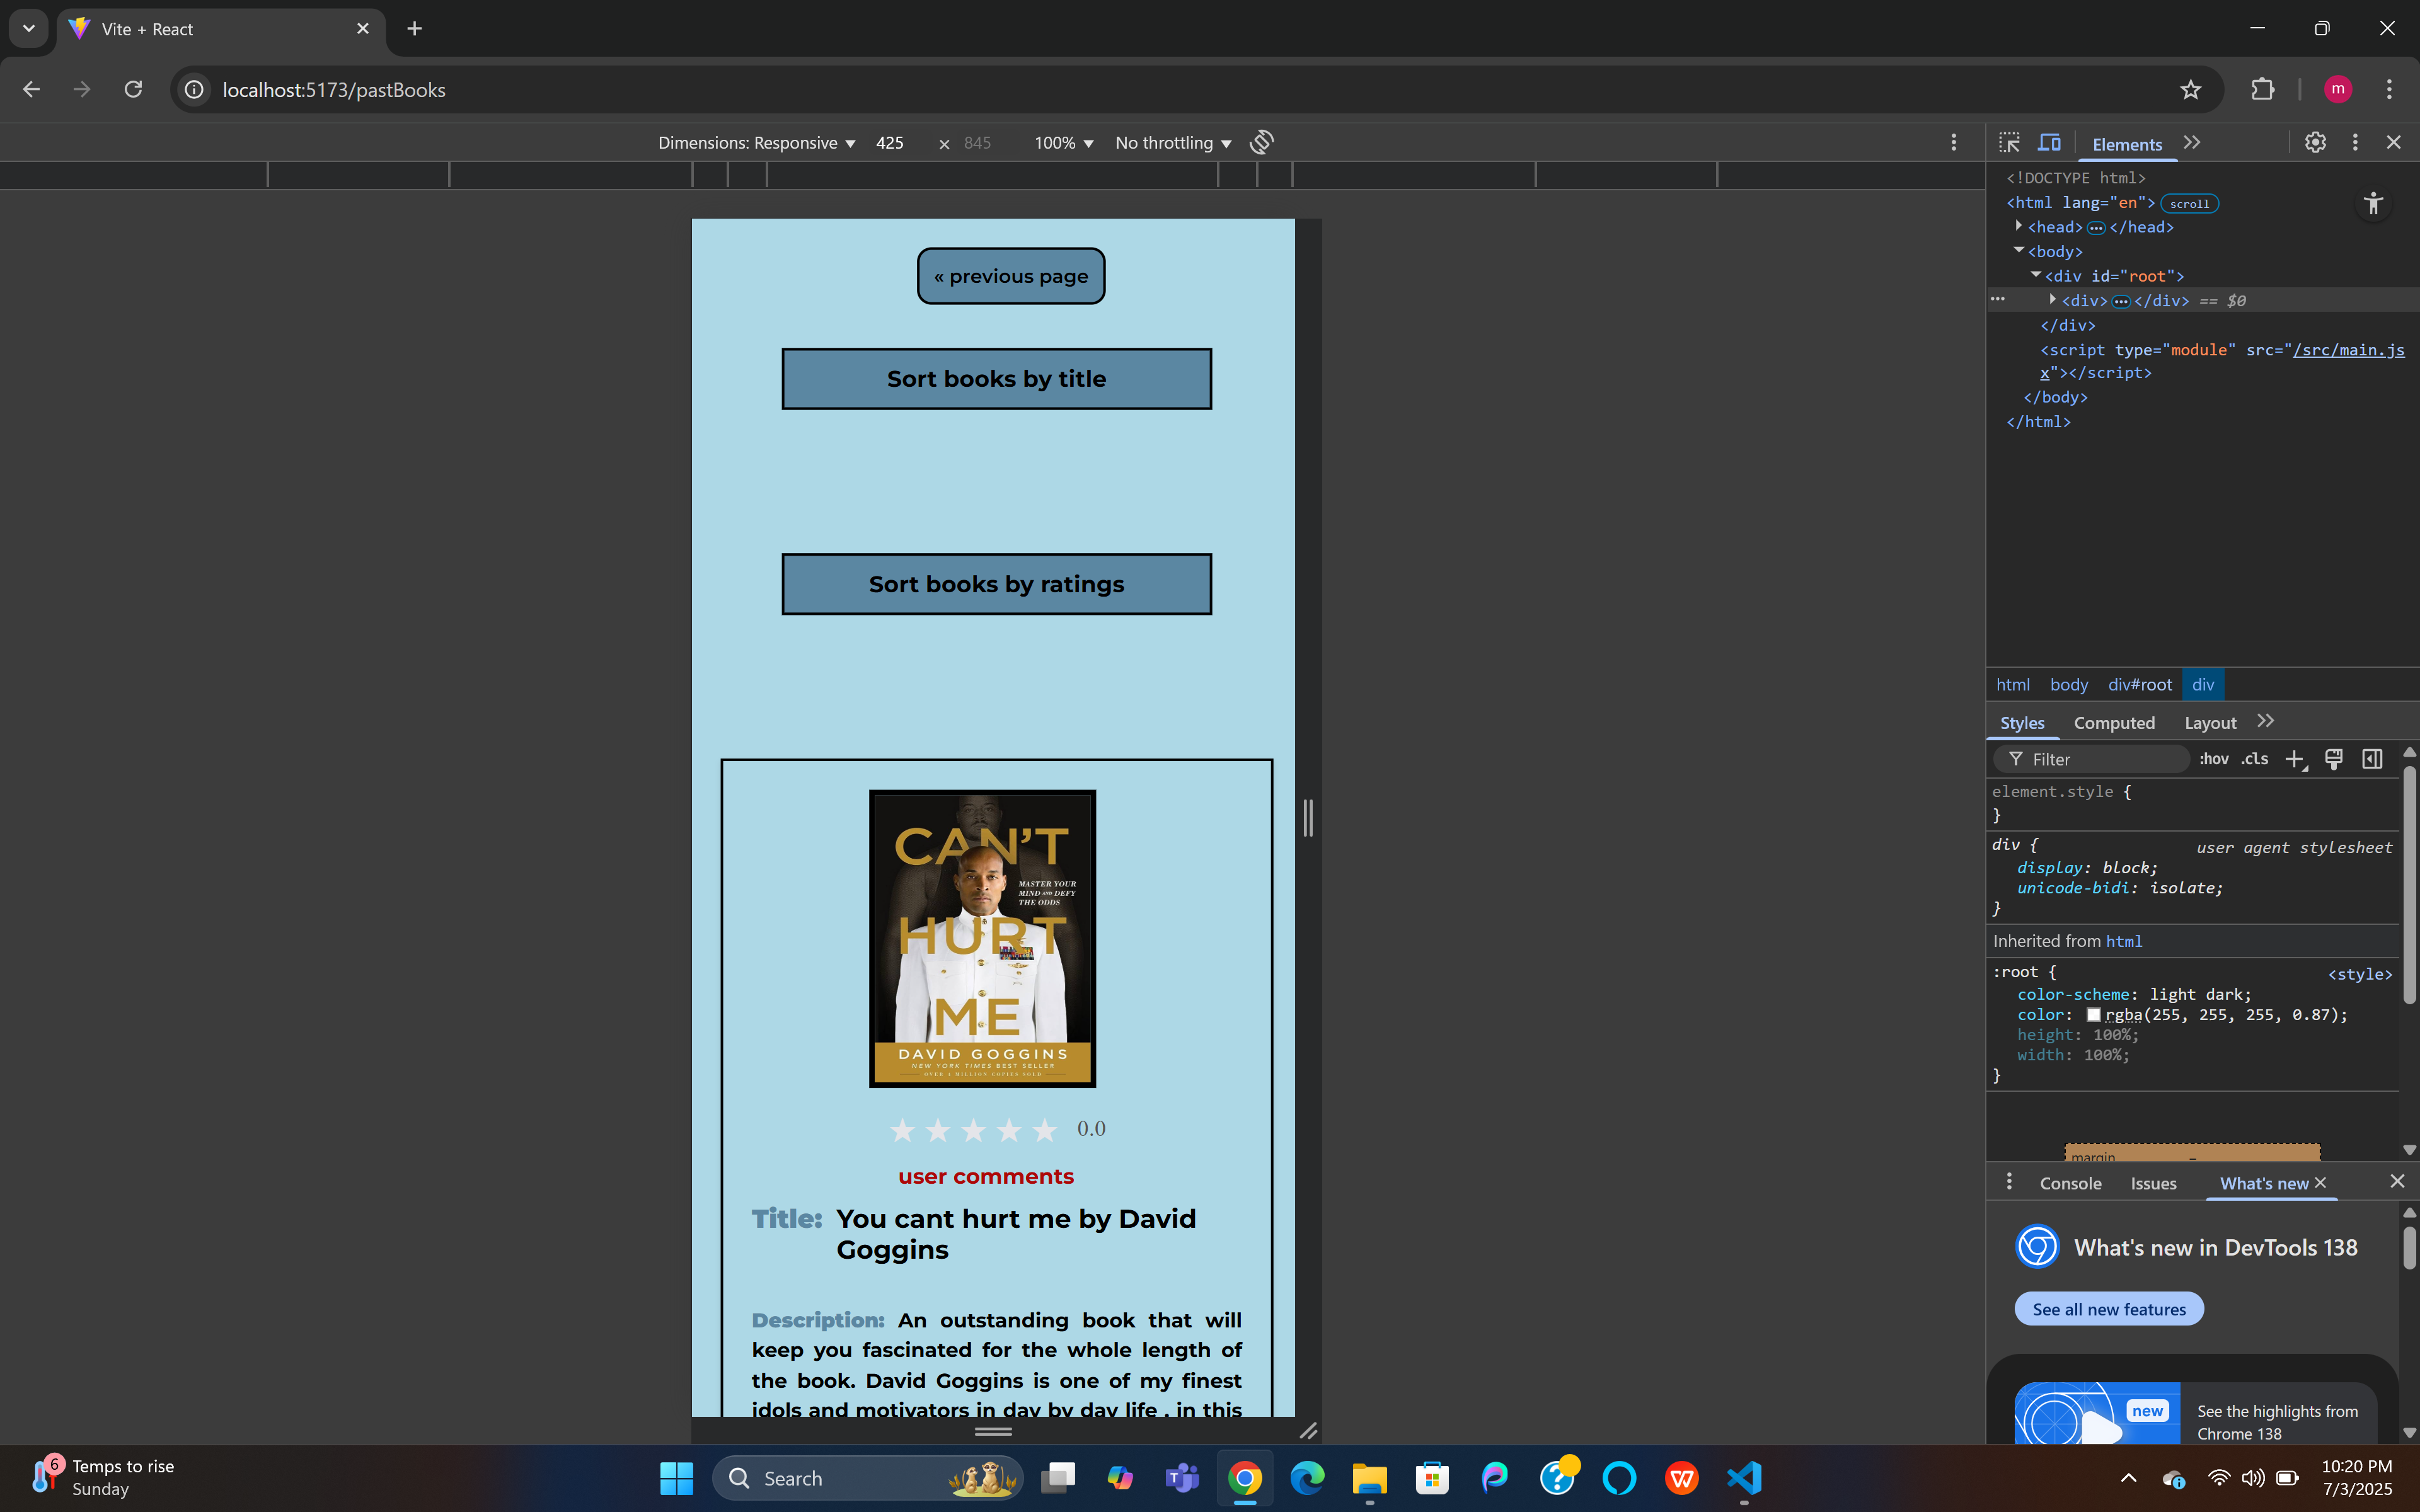 Vite + React
localhost:5173/pastBooks
m
Dimensions: Responsive 425 × 845 100% No throttling
Elements
« previous page
Sort books by title
Sort books by ratings
CAN'T
MASTER YOUR
MIND AND DEFY
THE ODDS
HURT
ME
DAVID GOGGINS
NEW YORK TIMES BEST SELLER
OVER 4 MILLION COPIES SOLD
0.0
user comments
Title: You cant hurt me by David
Goggins
Description: An outstanding book that will
keep you fascinated for the whole length of
the book. David Goggins is one of my finest
idols and motivators in day by day life , in this
<!DOCTYPE html>
<html lang="en"> scroll
<head> ••• </head>
<body>
<div id="root">
••• <div> ••• </div> == $0
</div>
<script type="module" src="/src/main.js
x"></script>
</body>
</html>
html body div#root div
Styles Computed Layout
Filter :hov .cls
element.style {
}
div { user agent stylesheet
display: block;
unicode-bidi: isolate;
}
Inherited from html
:root { <style>
color-scheme: light dark;
color: rgba(255, 255, 255, 0.87);
height: 100%;
width: 100%;
}
margin –
Console Issues What's new
What's new in DevTools 138
See all new features
new
See the highlights from
Chrome 138
6
Temps to rise
Sunday
Search
T
10:20 PM
7/3/2025